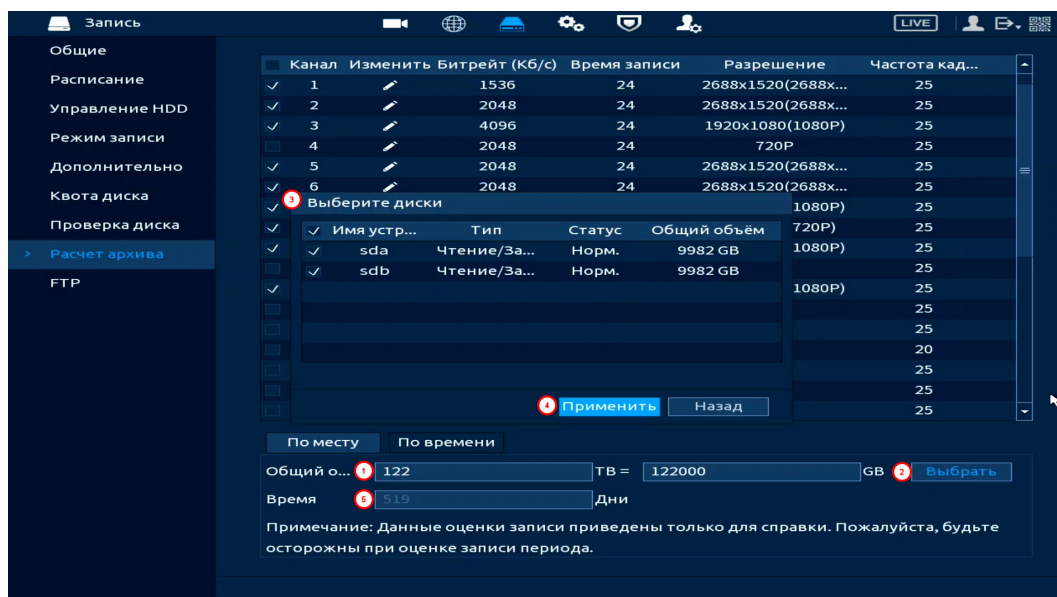 Запись LIVE
Общие
Расписание
Управление HDD
Режим записи
Дополнительно
Квота диска
Проверка диска
> Расчет архива
FTP
Канал Изменить Битрейт (Кб/с) Время записи Разрешение Частота кад...
1 1536 24 2688x1520(2688x... 25
2 2048 24 2688x1520(2688x... 25
3 4096 24 1920x1080(1080P) 25
4 2048 24 720P 25
5 2048 24 2688x1520(2688x... 25
6 2048 24 2688x1520(2688x... 25
1080P) 25
720P) 25
1080P) 25
25
1080P) 25
25
25
20
25
25
25
3 Выберите диски
Имя устр... Тип Статус Общий объём
sda Чтение/За... Норм. 9982 GB
sdb Чтение/За... Норм. 9982 GB
4 Применить Назад
По месту По времени
Общий о... 1 122 TB = 122000 GB 2 Выбрать
Время 5 519 Дни
Примечание: Данные оценки записи приведены только для справки. Пожалуйста, будьте
осторожны при оценке записи периода.